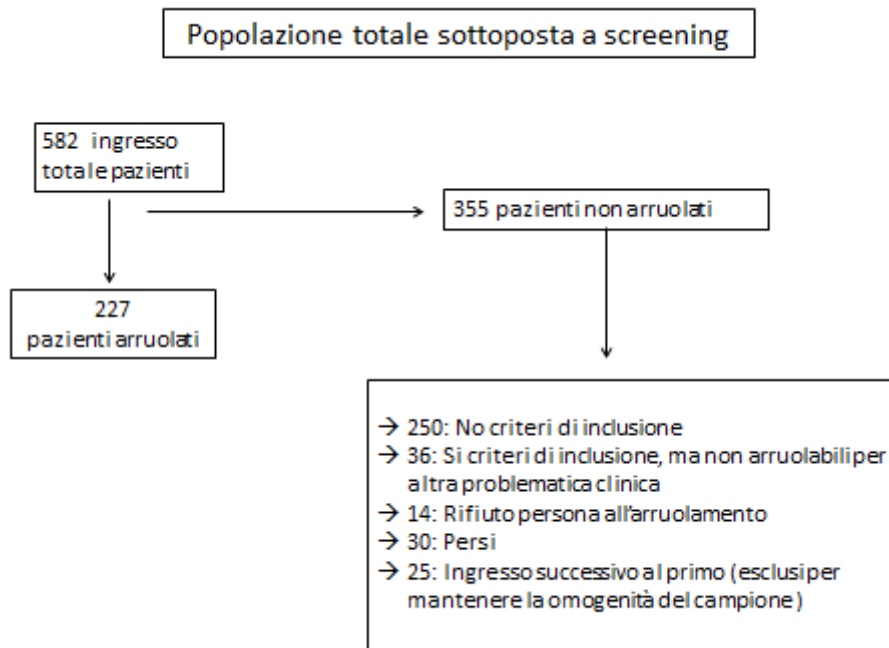 Popolazione totale sottoposta a screening
582 ingresso
totale pazienti
355 pazienti non arruolati
227
pazienti arruolati
→ 250: No criteri di inclusione
→ 36: Si criteri di inclusione, ma non arruolabili per
altra problematica clinica
→ 14: Rifiuto persona all'arruolamento
→ 30: Persi
→ 25: Ingresso successivo al primo (esclusi per
mantenere la omogenità del campione)